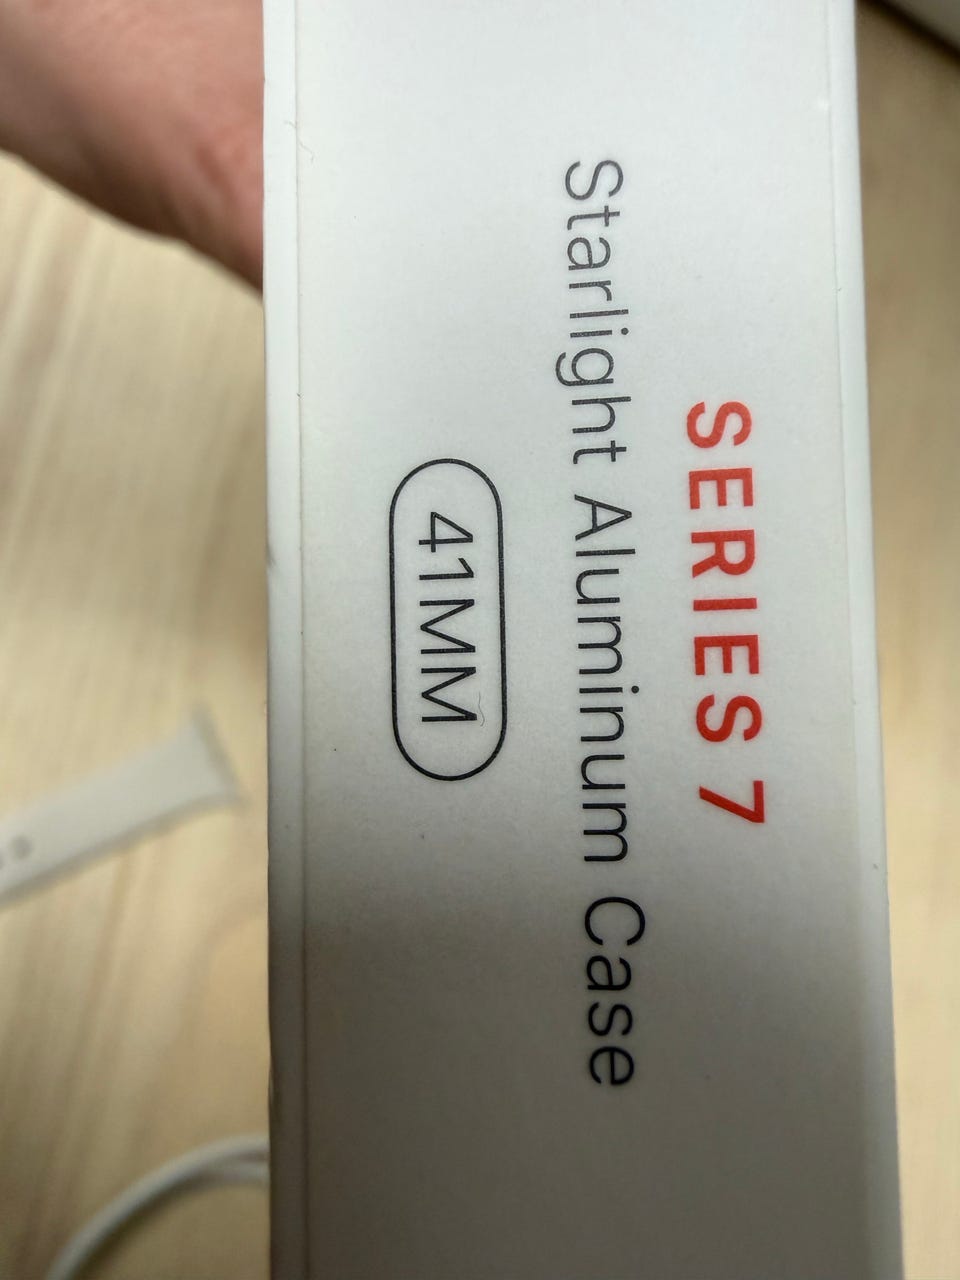 SERIES 7
Starlight Aluminum Case
41MM